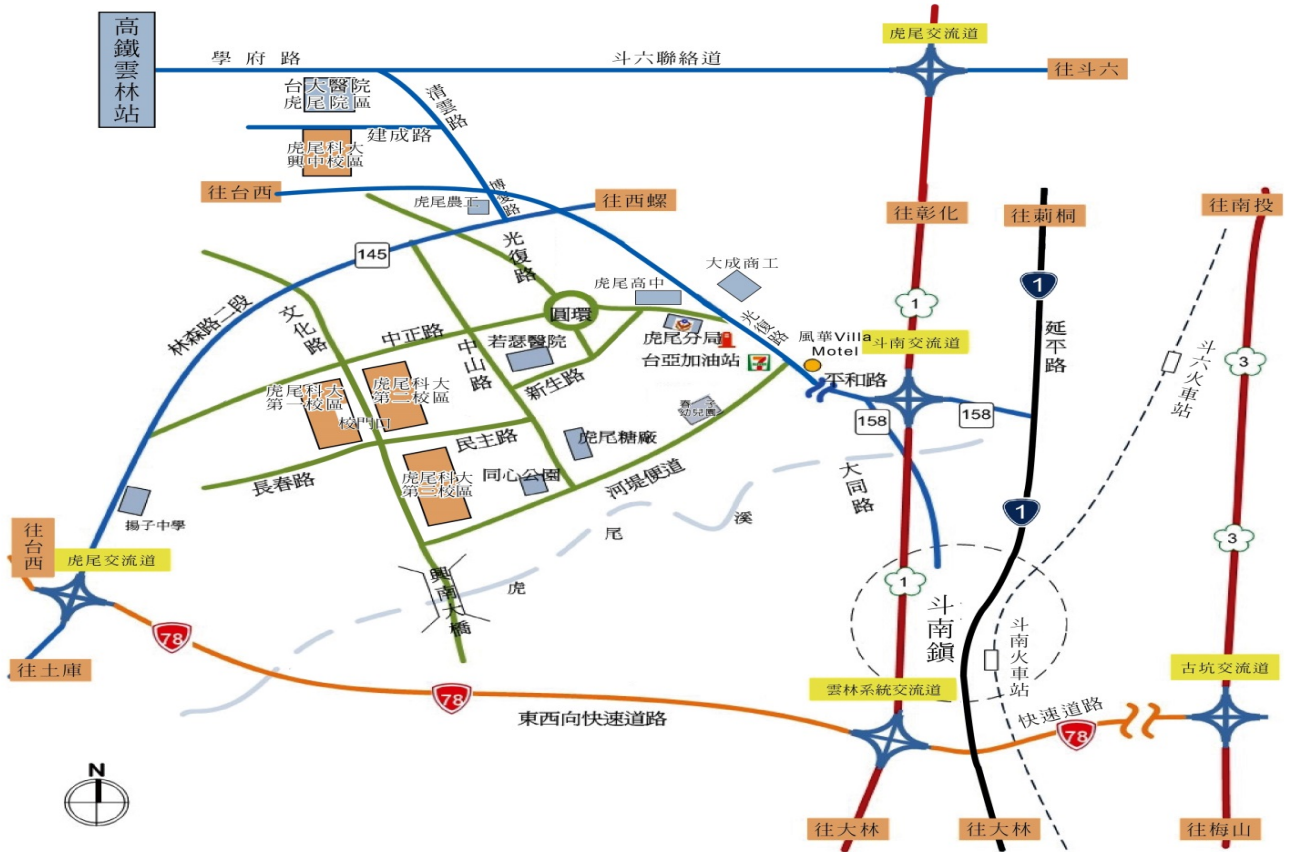 高鐵雲林站
學府路
斗六聯絡道
虎尾交流道
往斗六
台大醫院
虎尾院區
清雲路
建成路
虎尾科大
興中校區
往台西
虎尾農工
博愛路
往西螺
往彰化
往莿桐
往南投
145
光復路
大成商工
虎尾高中
1
1
圓環
虎尾分局
光復路
延平路
林森路二段
文化路
中正路
中山路
若瑟醫院
台亞加油站
7
風華Villa
Motel
斗南交流道
斗六火車站
3
平和路
新生路
虎尾科大
第一校區
校門口
虎尾科大
第二校區
幼兒園
158
158
民主路
虎尾糖廠
長春路
虎尾科大
第三校區
同心公園
河堤便道
大同路
揚子中學
虎
尾
溪
1
3
往台西
虎尾交流道
興南大橋
1
斗南鎮
斗南火車站
78
往土庫
78
東西向快速道路
雲林系統交流道
古坑交流道
快速道路
78
N
往大林
往大林
往梅山